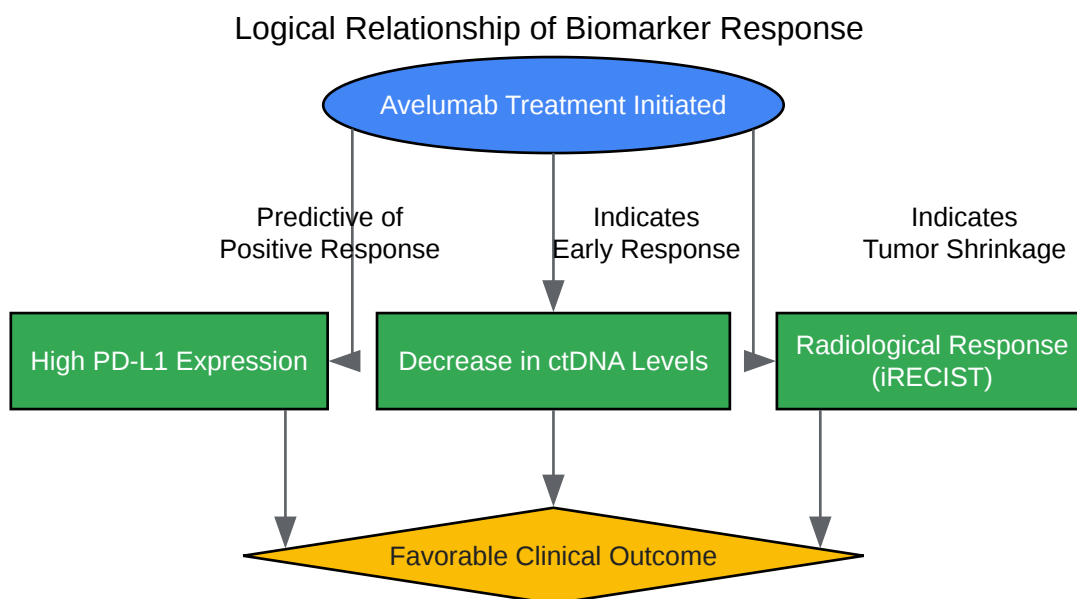 Logical Relationship of Biomarker Response
Avelumab Treatment Initiated
Predictive of
Positive Response
Indicates
Early Response
Indicates
Tumor Shrinkage
High PD-L1 Expression
Decrease in ctDNA Levels
Radiological Response
(iRECIST)
Favorable Clinical Outcome